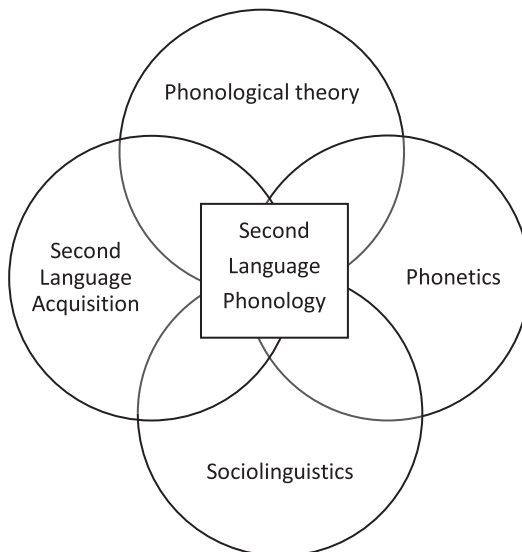 Phonological theory
Second
Language
Acquisition
Second
Language
Phonology
Phonetics
Sociolinguistics